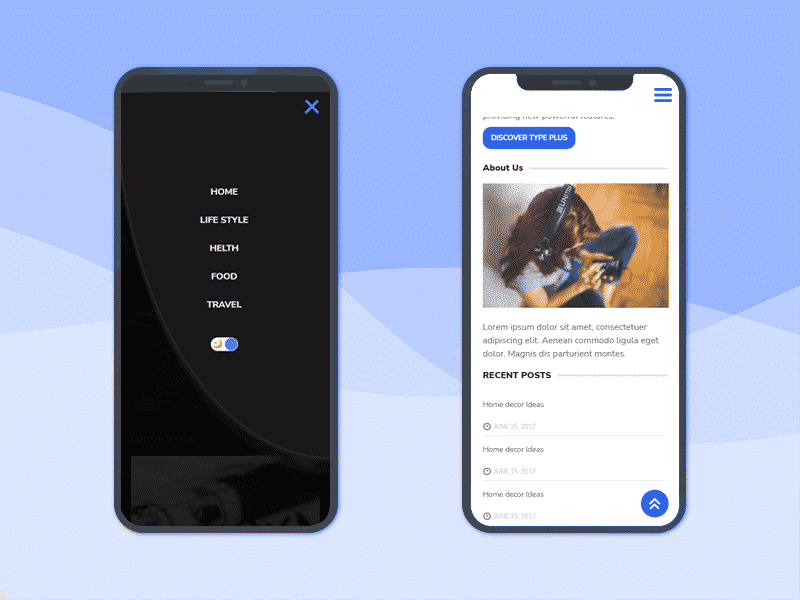 HOME
LIFE STYLE
HELTH
FOOD
TRAVEL
providing new powerful features.
DISCOVER TYPE PLUS
About Us
Lorem ipsum dolor sit amet, consectetuer
adipiscing elit. Aenean commodo ligula eget
dolor. Magnis dis parturient montes.
RECENT POSTS
Home decor Ideas
JUNE 15, 2017
Home decor Ideas
JUNE 15, 2017
Home decor Ideas
JUNE 15, 2017